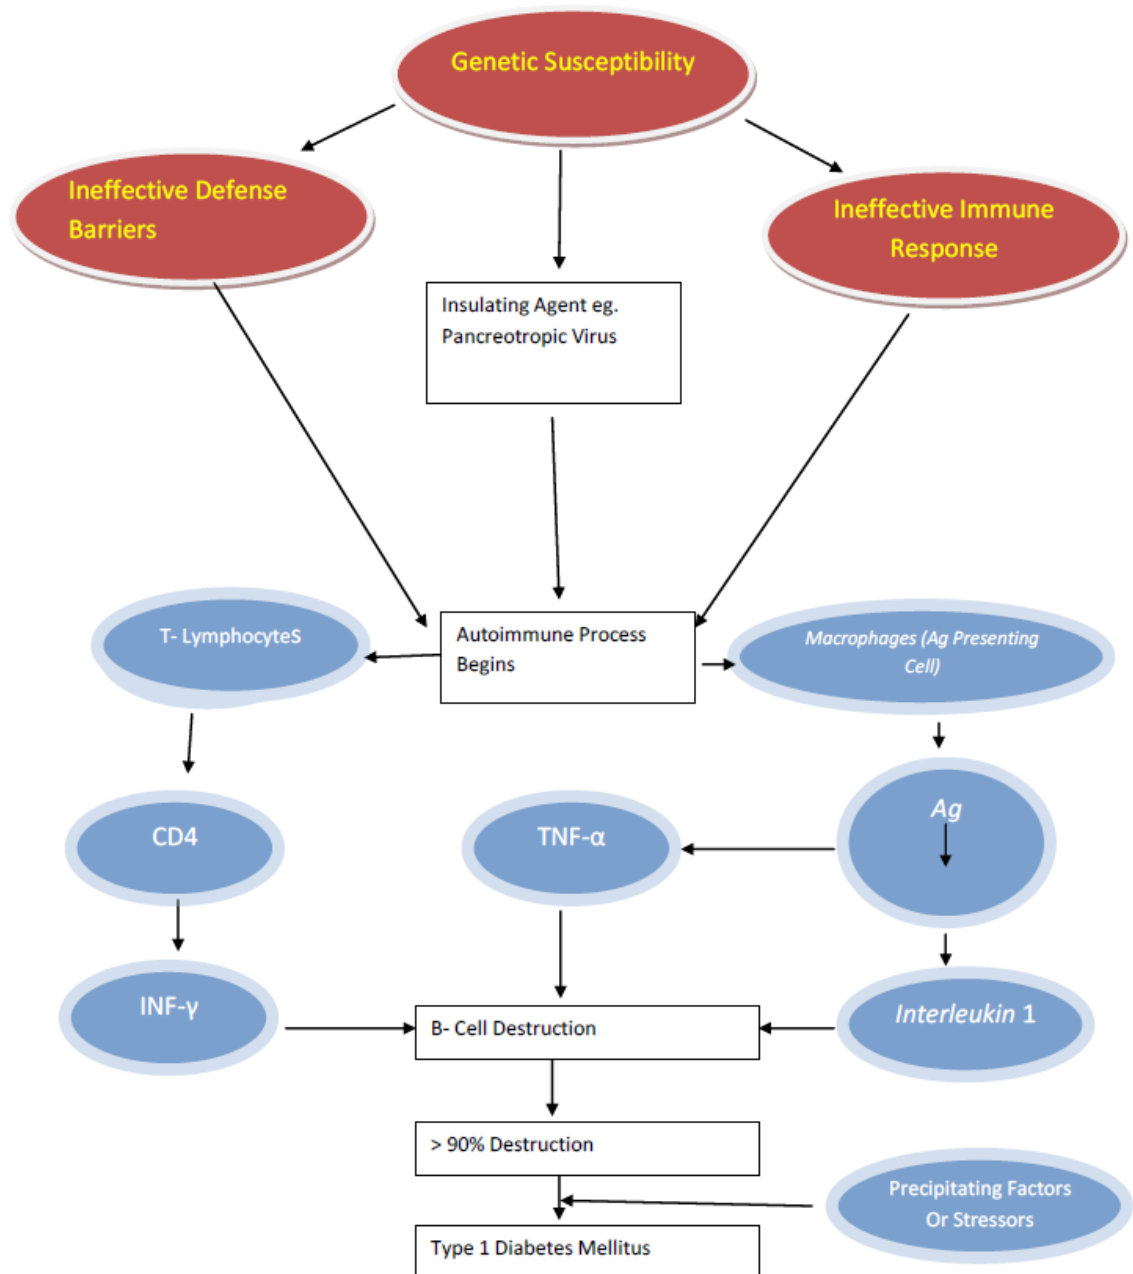 Genetic Susceptibility
Ineffective Defense
Barriers
Ineffective Immune
Response
Insulating Agent eg.
Pancreotropic Virus
T- LymphocyteS
Autoimmune Process
Begins
Macrophages (Ag Presenting
Cell)
CD4
TNF-α
Ag
INF-γ
B- Cell Destruction
Interleukin 1
> 90% Destruction
Precipitating Factors
Or Stressors
Type 1 Diabetes Mellitus